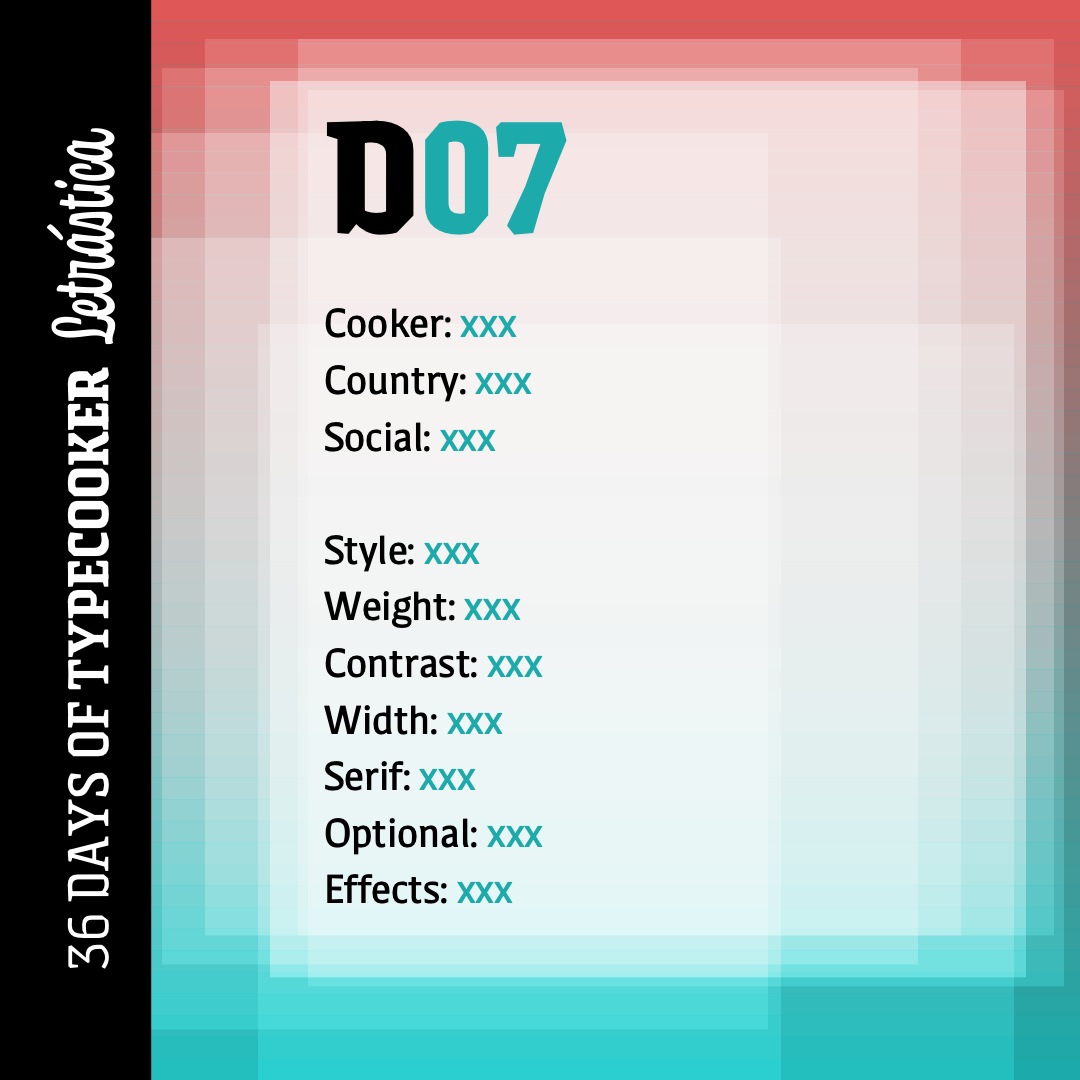 36 DAYS OF TYPECOOKER Letrástica
D07
Cooker: xxx
Country: xxx
Social: xxx
Style: xxx
Weight: xxx
Contrast: xxx
Width: xxx
Serif: xxx
Optional: xxx
Effects: xxx